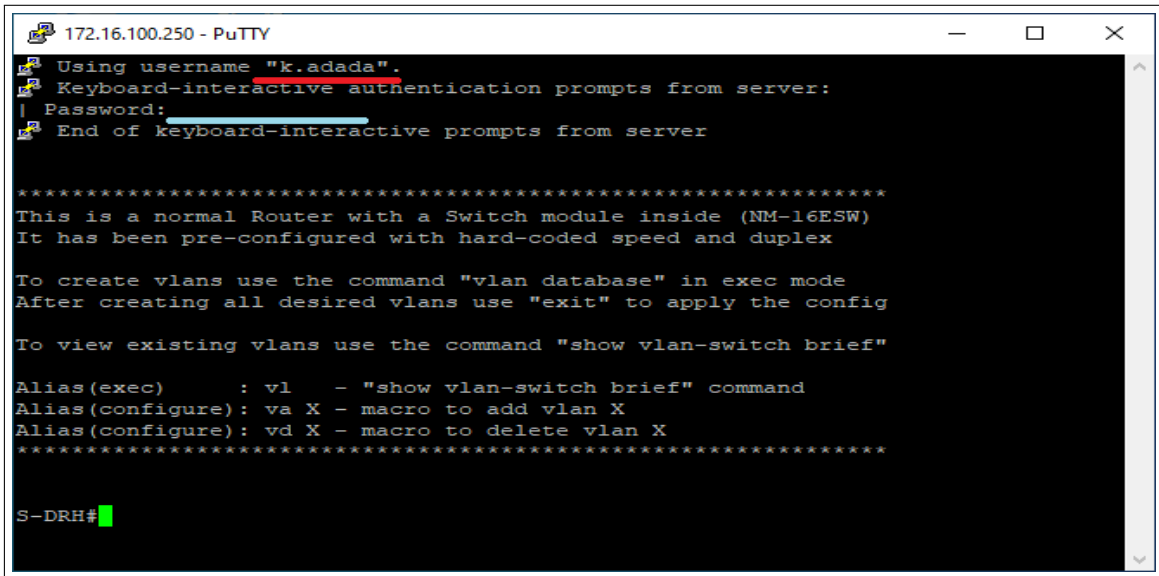 172.16.100.250 - PuTTY
Using username "k.adada".
Keyboard-interactive authentication prompts from server:
| Password:
End of keyboard-interactive prompts from server
***************************************************************
This is a normal Router with a Switch module inside (NM-16ESW)
It has been pre-configured with hard-coded speed and duplex
To create vlans use the command "vlan database" in exec mode
After creating all desired vlans use "exit" to apply the config
To view existing vlans use the command "show vlan-switch brief"
Alias(exec)     : vl   - "show vlan-switch brief" command
Alias(configure): va X - macro to add vlan X
Alias(configure): vd X - macro to delete vlan X
***************************************************************
S-DRH#